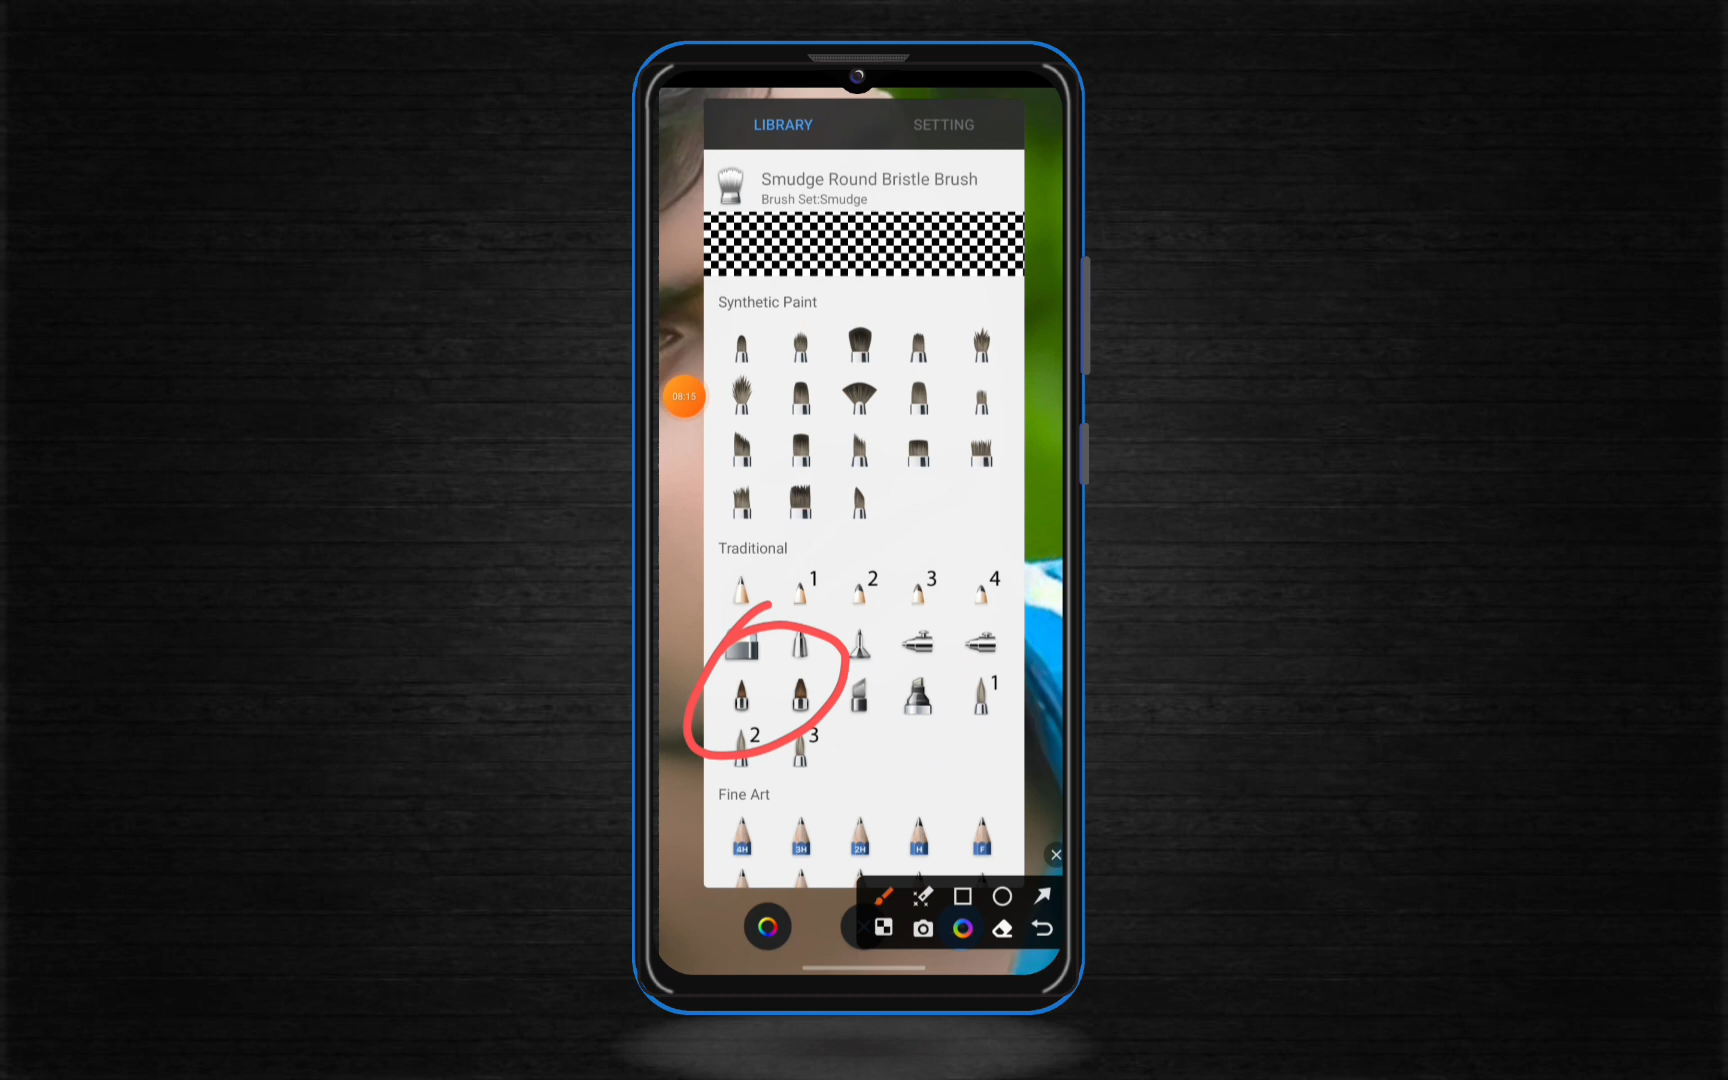 LIBRARY SETTING
Smudge Round Bristle Brush
Brush Set:Smudge
Synthetic Paint
08:15
Traditional
1 2 3 4
1
2 3
Fine Art
4H 3H 2H H F